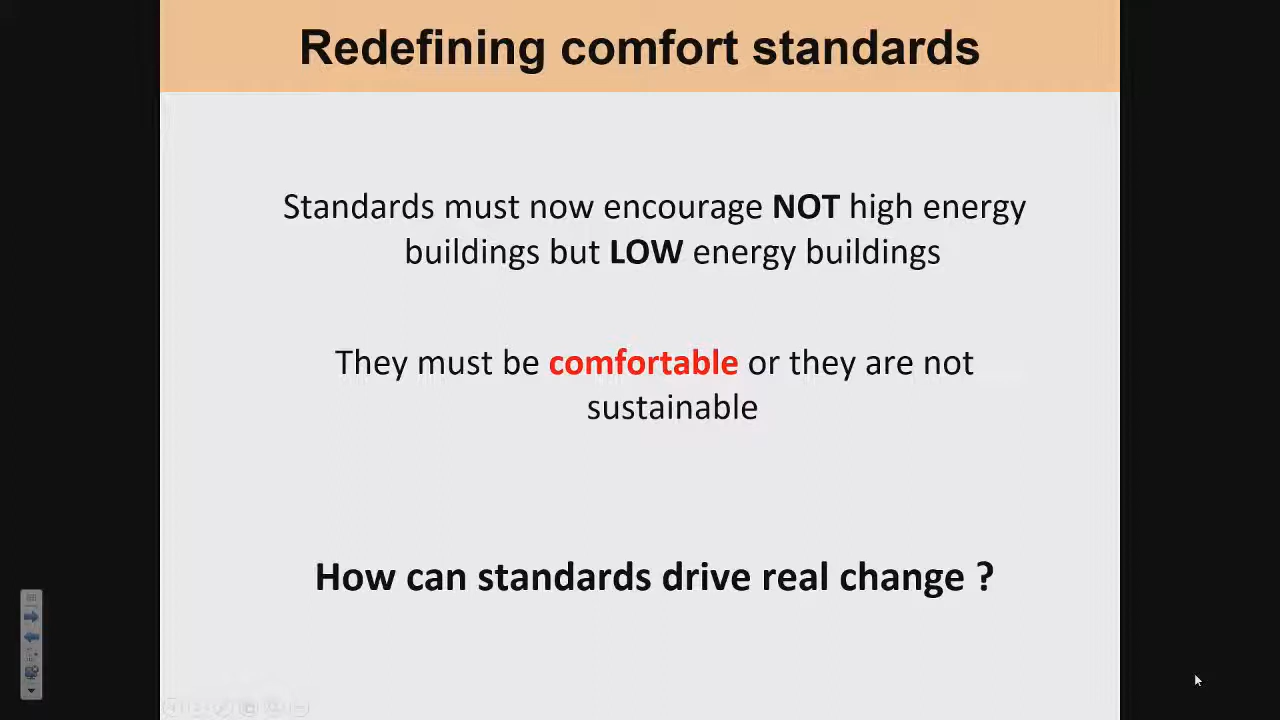 Redefining comfort standards
Standards must now encourage NOT high energy
buildings but LOW energy buildings
They must be comfortable or they are not
sustainable
How can standards drive real change ?